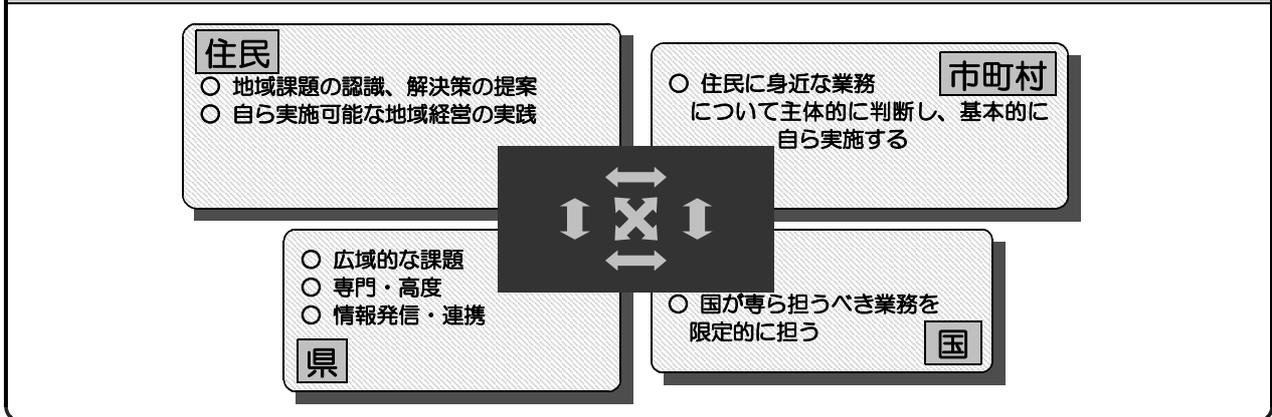 住民
○ 地域課題の認識、解決策の提案
○ 自ら実施可能な地域経営の実践
市町村
○ 住民に身近な業務
について主体的に判断し、基本的に
自ら実施する
○ 広域的な課題
○ 専門・高度
○ 情報発信・連携
県
○ 国が専ら担うべき業務を
限定的に担う
国